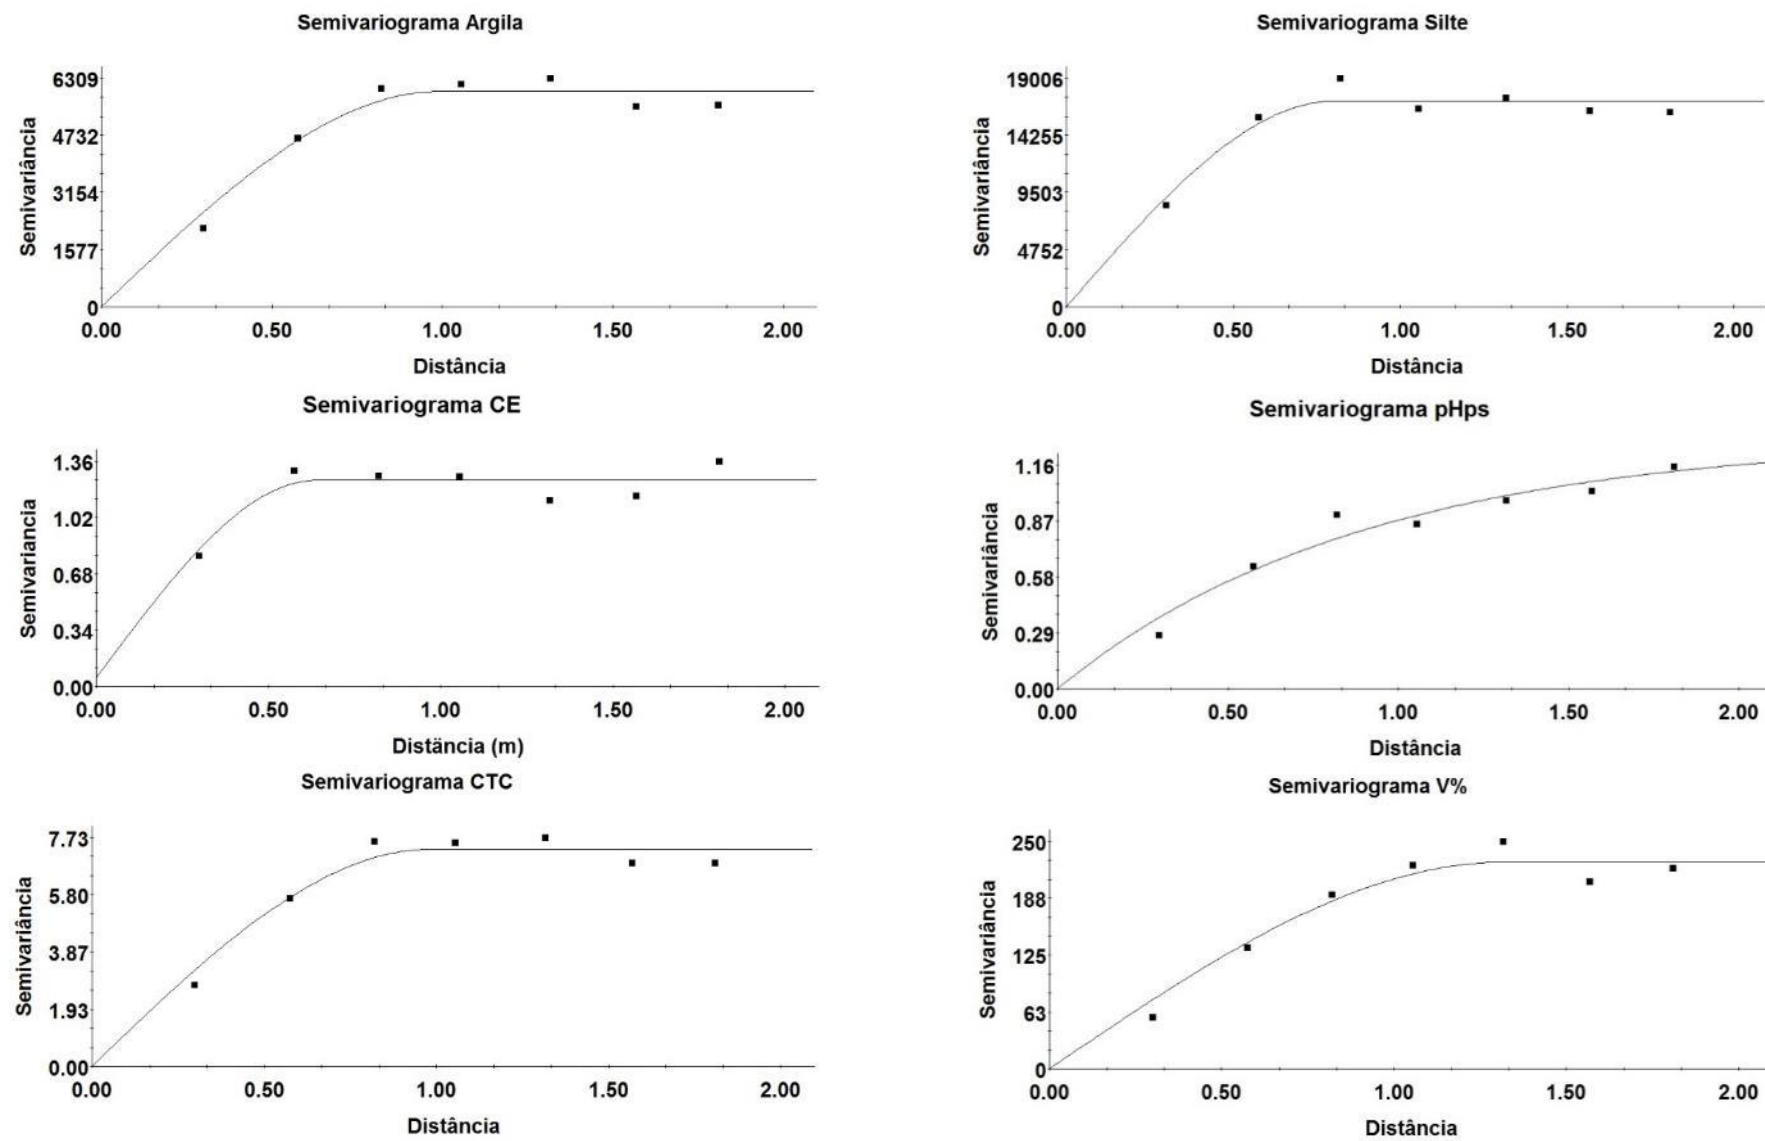 Semivariograma Argila
Semivariância
6309
4732
3154
1577
0
0.00 0.50 1.00 1.50 2.00
Distância
Semivariograma Silte
Semivariância
19006
14255
9503
4752
0
0.00 0.50 1.00 1.50 2.00
Distância
Semivariograma CE
Semivariancia
1.36
1.02
0.68
0.34
0.00
0.00 0.50 1.00 1.50 2.00
Distäncia (m)
Semivariograma pHps
Semivariância
1.16
0.87
0.58
0.29
0.00
0.00 0.50 1.00 1.50 2.00
Distância
Semivariograma CTC
Semivariância
7.73
5.80
3.87
1.93
0.00
0.00 0.50 1.00 1.50 2.00
Distância
Semivariograma V%
Semivariância
250
188
125
63
0
0.00 0.50 1.00 1.50 2.00
Distância